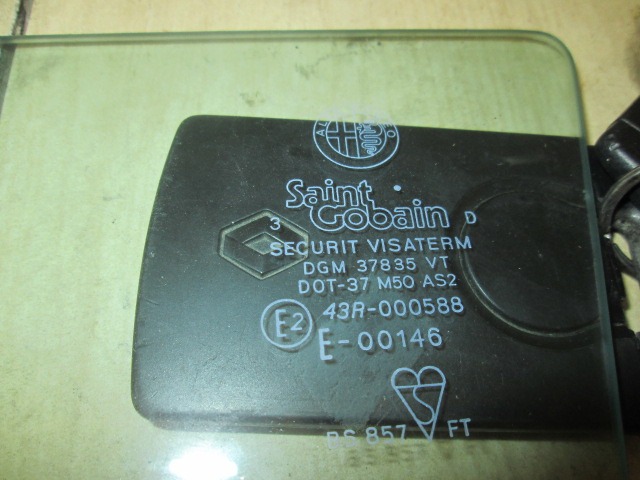 Saint
Gobain
3 D
SECURIT VISATERM
DGM 37835 VT
DOT-37 M50 AS2
E2 43R-000588
E-00146
S
BS 857 FT